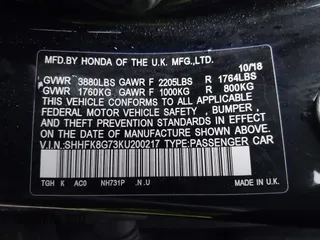 MFD.BY HONDA OF THE U.K. MFG.,LTD.
10/18
GVWR 3880LBS GAWR F 2205LBS R 1764LBS
GVWR 1760KG GAWR F 1000KG R 800KG
THIS VEHICLE CONFORMS TO ALL APPLICABLE
FEDERAL MOTOR VEHICLE SAFETY , BUMPER ,
AND THEFT PREVENTION STANDARDS IN EFFECT ON
THE DATE OF MANUFACTURE SHOWN ABOVE.
V.I.N:SHHFK8G73KU200217 TYPE:PASSENGER CAR
TGH K AC0 NH731P .N.U